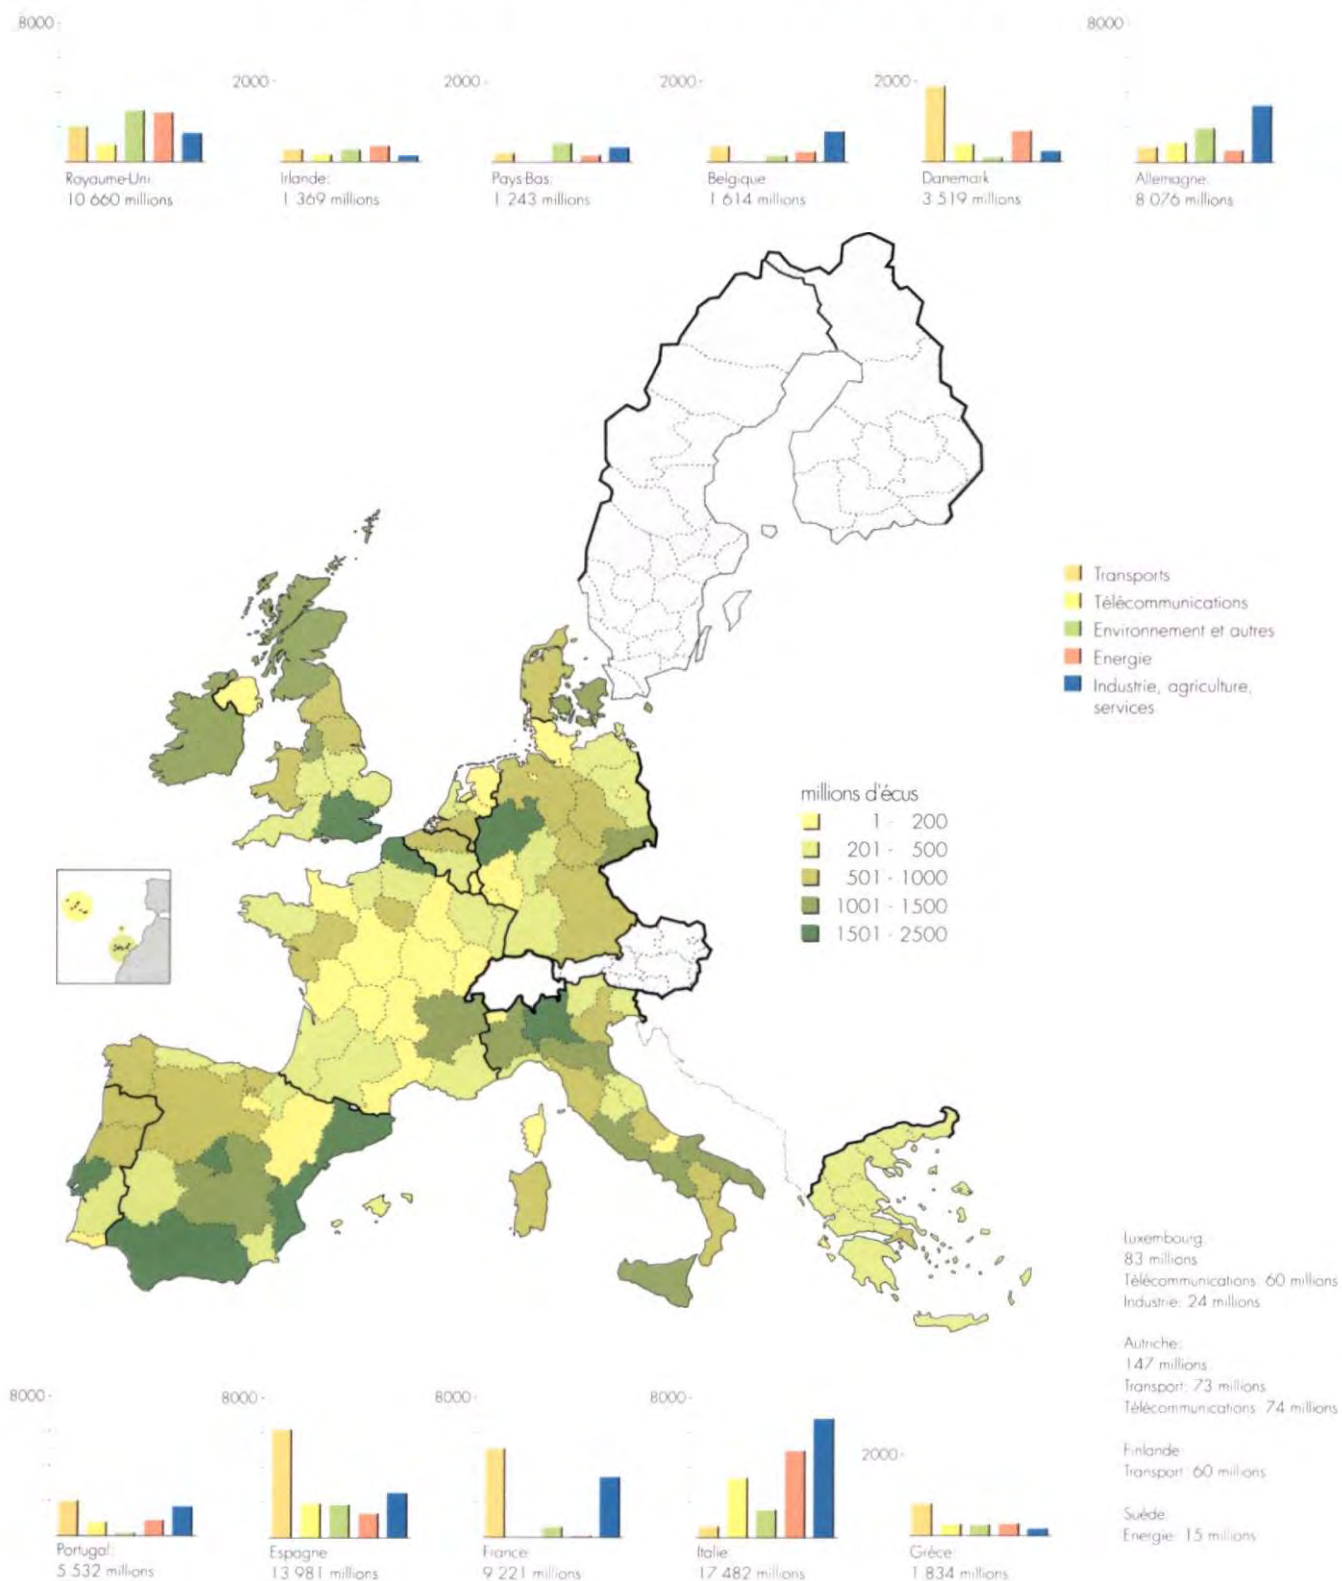 8000
8000
2000
2000
2000
2000
Royaume-Uni:
10 660 millions
Irlande:
1 369 millions
Pays-Bas:
1 243 millions
Belgique
1 614 millions
Danemark
3 519 millions
Allemagne:
8 076 millions
Transports
Télécommunications
Environnement et autres
Energie
Industrie, agriculture,
services
millions d'écus
1 - 200
201 - 500
501 - 1000
1001 - 1500
1501 - 2500
Luxembourg:
83 millions
Télécommunications: 60 millions
Industrie: 24 millions
Autriche:
147 millions
Transport: 73 millions
Télécommunications: 74 millions
Finlande
Transport: 60 millions
Suède
Energie: 15 millions
8000
8000
8000
8000
2000
Portugal:
5 532 millions
Espagne
13 981 millions
France
9 221 millions
Italie
17 482 millions
Grèce:
1 834 millions